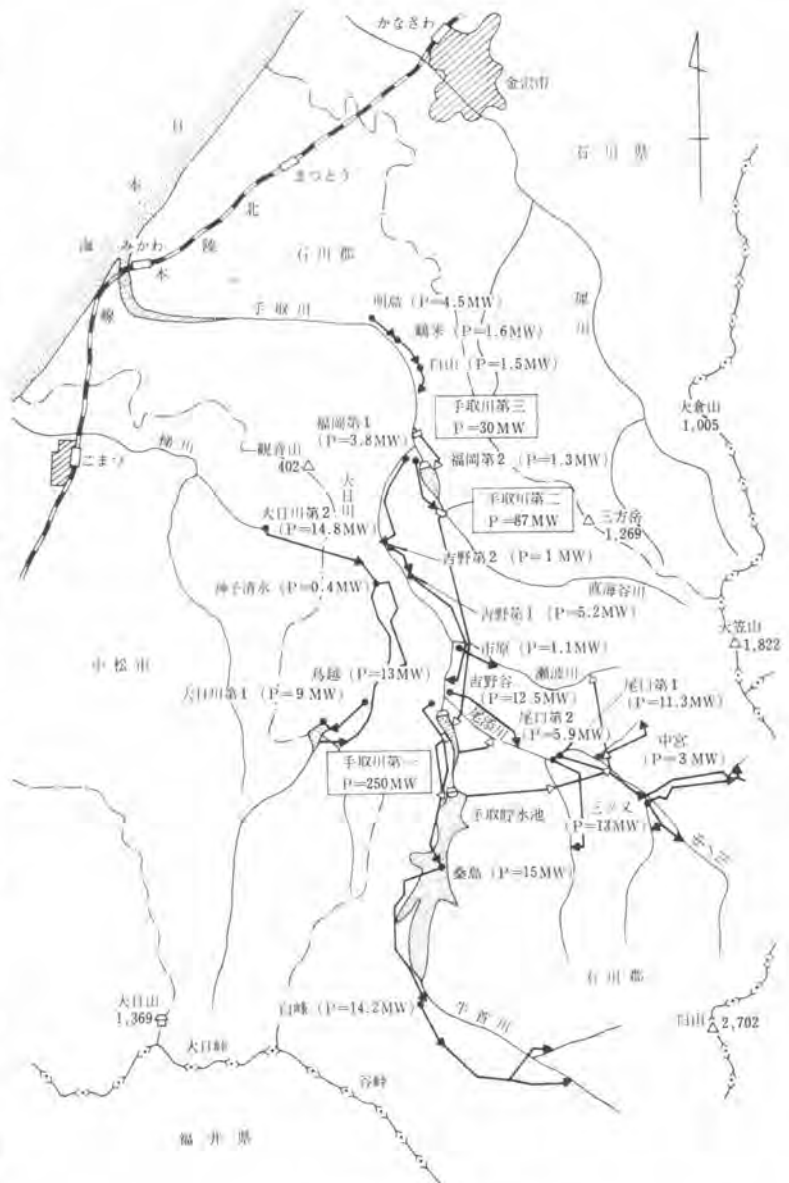 かなざわ
金沢市
石川県
日本海
まつとう
北陸本線
みかわ
石川郡
手取川
明島 (P=4.5MW)
鶴来 (P=1.6MW)
白山 (P=1.5MW)
犀川
大倉山
1,005
手取川第三
P=30MW
福岡第1
(P=3.8MW)
福岡第2 (P=1.3MW)
梯川
観音山
402
こまつ
大日川
手取川第二
P=87MW
三方岳
1,269
大日川第2
(P=14.8MW)
吉野第2 (P=1MW)
直海谷川
神子清水 (P=0.4MW)
吉野第1 (P=5.2MW)
大笠山
1,822
市原 (P=1.1MW)
瀬波川
小松市
鳥越 (P=13MW)
吉野谷
(P=12.5MW)
尾口第1
(P=11.3MW)
大日川第1 (P=9MW)
尾添川
尾口第2
(P=5.9MW)
中宮
(P=3MW)
手取川第一
P=250MW
手取貯水池
三ツ又
(P=13MW)
桑島 (P=15MW)
石川郡
白峰 (P=14.2MW)
牛首川
白山 2,702
大日山
1,369
大日峠
谷峠
福井県